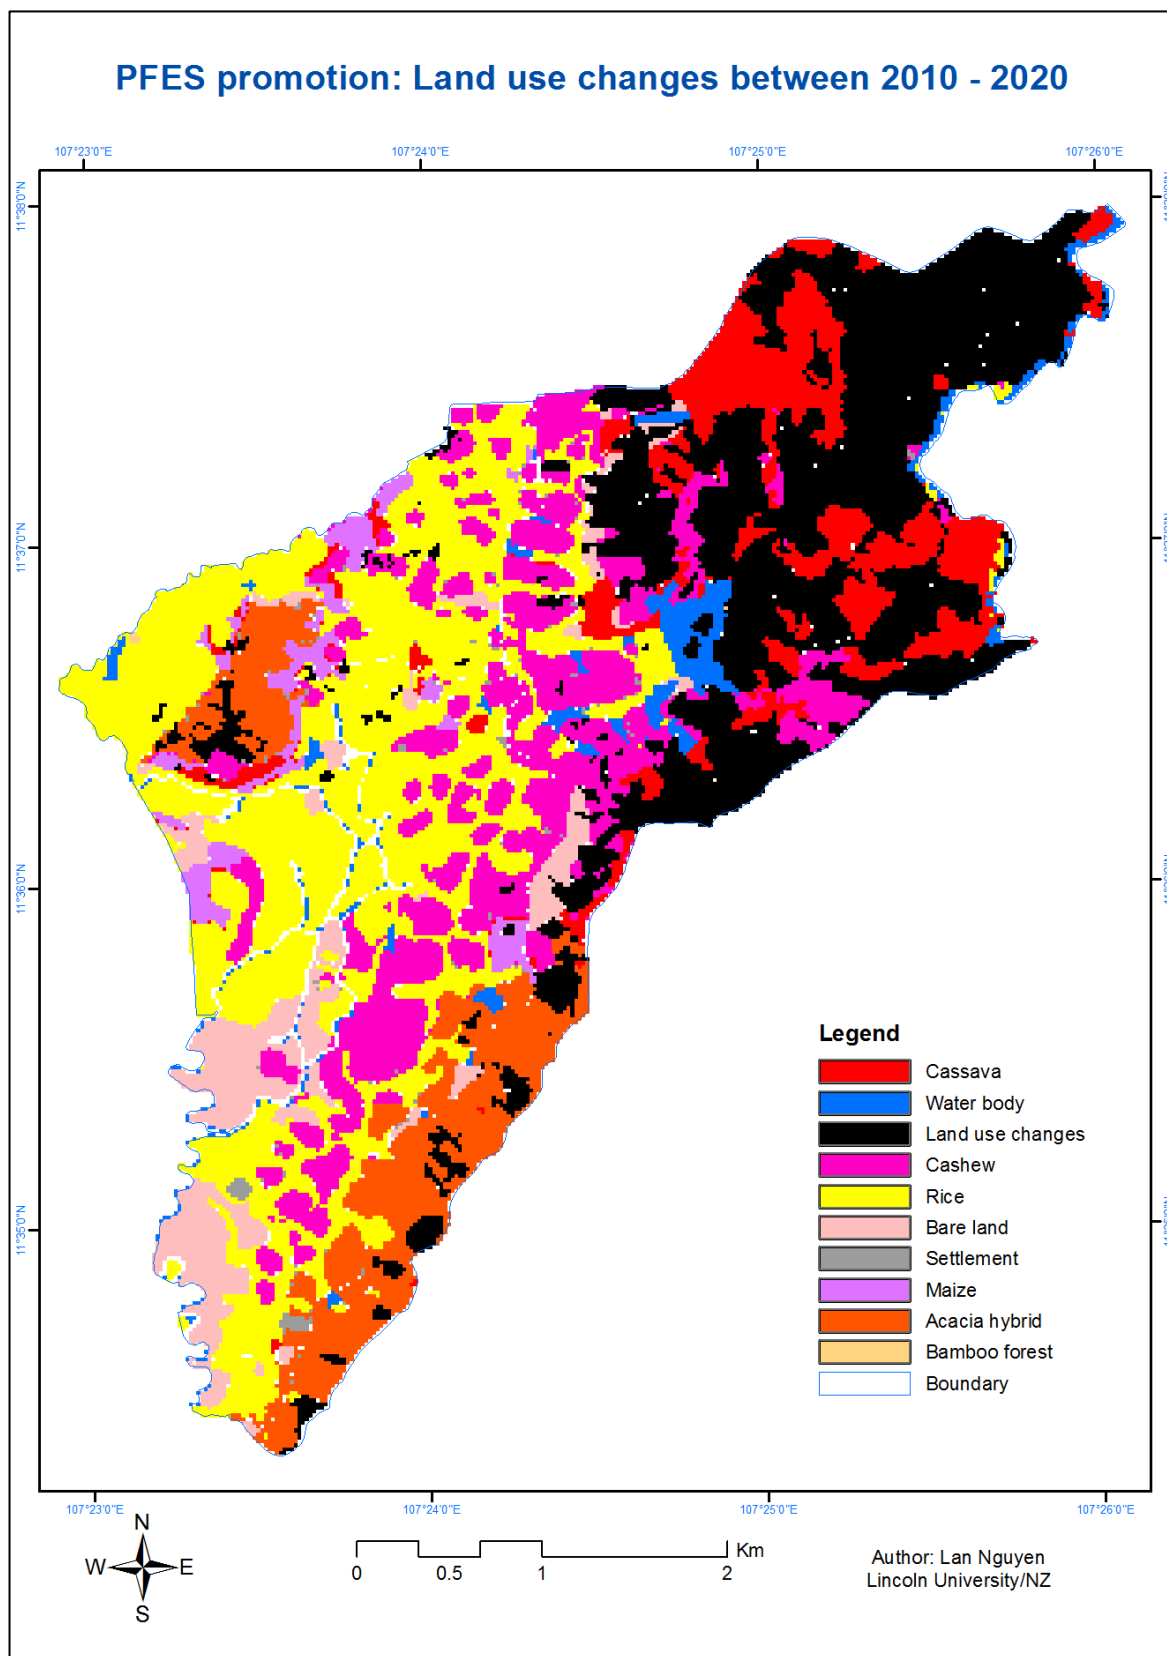 PFES promotion: Land use changes between 2010 - 2020
107°23'0"E
107°24'0"E
107°25'0"E
107°26'0"E
11°38'0"N
11°37'0"N
11°37'0"N
11°36'0"N
11°35'0"N
Legend
Cassava
Water body
Land use changes
Cashew
Rice
Bare land
Settlement
Maize
Acacia hybrid
Bamboo forest
Boundary
107°23'0"E
107°24'0"E
107°25'0"E
107°26'0"E
N
W E
S
Km
0 0.5 1 2
Author: Lan Nguyen
Lincoln University/NZ